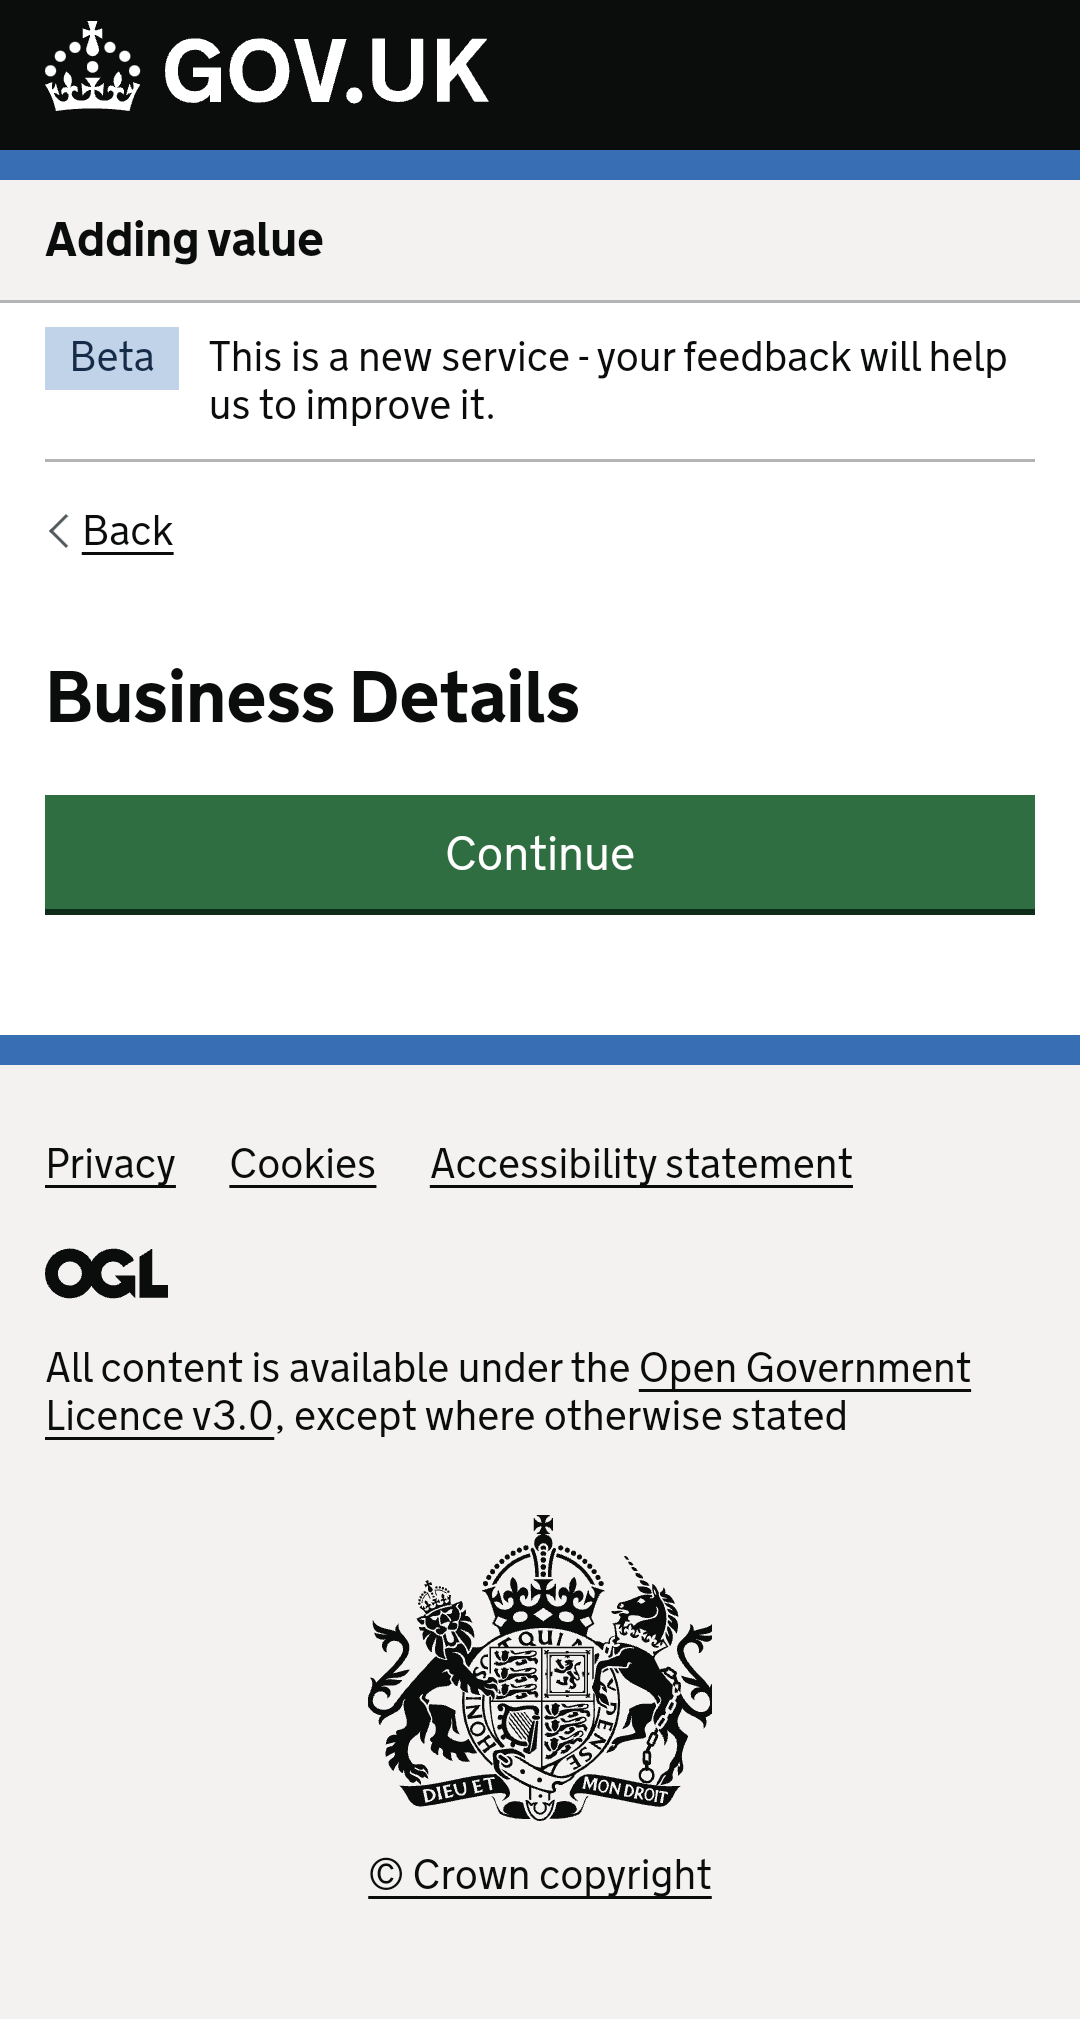 GOV.UK
Adding value
Beta
This is a new service - your feedback will help
us to improve it.
Back
Business Details
Continue
Privacy Cookies Accessibility statement
OGL
All content is available under the Open Government
Licence v3.0, except where otherwise stated
QUI
HONI
PENSE
DIEU ET MON DROIT
© Crown copyright